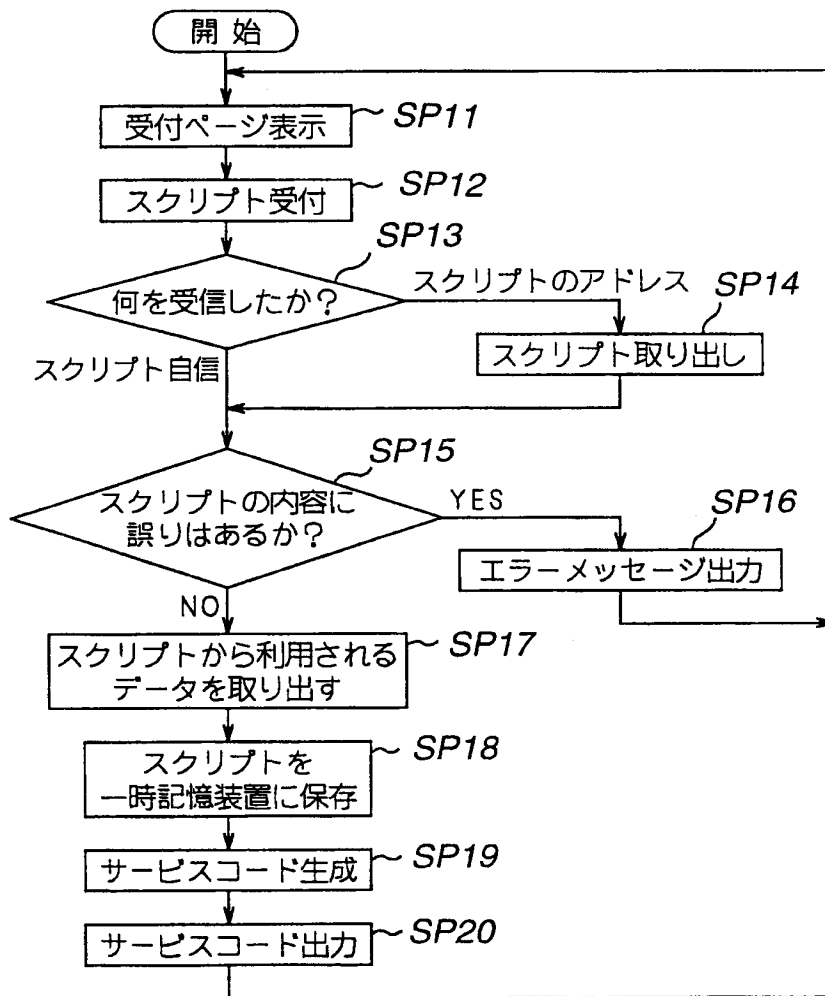 開始
受付ページ表示
SP11
スクリプト受付
SP12
何を受信したか?
SP13
スクリプトのアドレス
スクリプト取り出し
SP14
スクリプト自信
スクリプトの内容に
誤りはあるか?
SP15
YES
エラーメッセージ出力
SP16
NO
スクリプトから利用される
データを取り出す
SP17
スクリプトを
一時記憶装置に保存
SP18
サービスコード生成
SP19
サービスコード出力
SP20